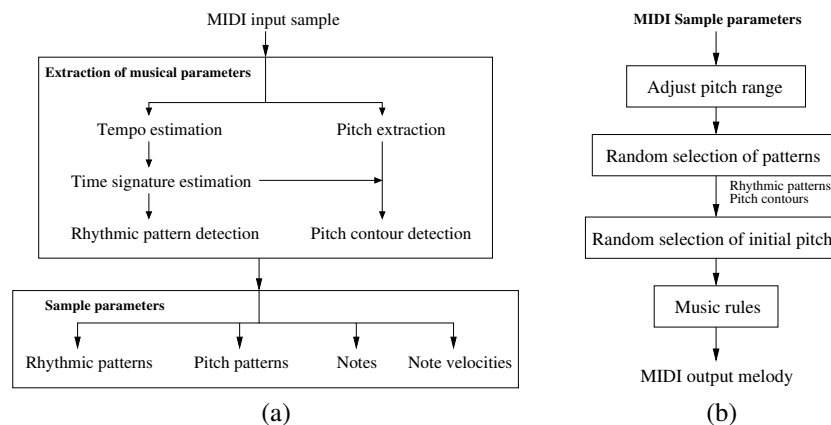 MIDI input sample
Extraction of musical parameters
Tempo estimation
Pitch extraction
Time signature estimation
Rhythmic pattern detection
Pitch contour detection
Sample parameters
Rhythmic patterns
Pitch patterns
Notes
Note velocities
(a)
MIDI Sample parameters
Adjust pitch range
Random selection of patterns
Rhythmic patterns
Pitch contours
Random selection of initial pitch
Music rules
MIDI output melody
(b)